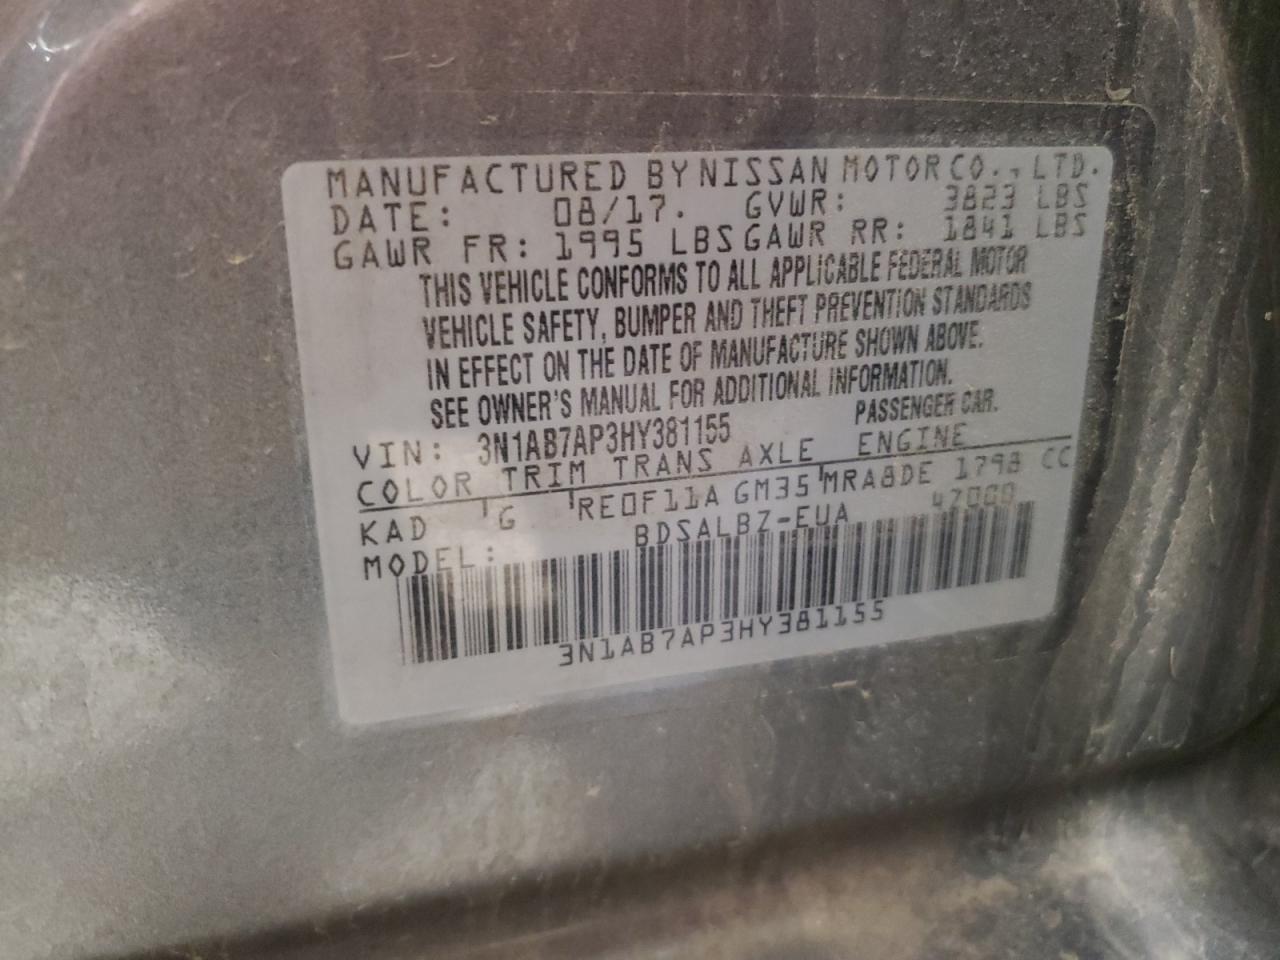 MANUFACTURED BY NISSAN MOTOR CO., LTD.
DATE: 08/17. GVWR: 3823 LBS
GAWR FR: 1995 LBS GAWR RR: 1841 LBS
THIS VEHICLE CONFORMS TO ALL APPLICABLE FEDERAL MOTOR
VEHICLE SAFETY, BUMPER AND THEFT PREVENTION STANDARDS
IN EFFECT ON THE DATE OF MANUFACTURE SHOWN ABOVE.
SEE OWNER'S MANUAL FOR ADDITIONAL INFORMATION.
VIN: 3N1AB7AP3HY381155 PASSENGER CAR.
COLOR TRIM TRANS AXLE ENGINE
KAD G RE0F11A GM35 MRA8DE 1798 CC
MODEL: BDSALBZ-EUA 47000
3N1AB7AP3HY381155